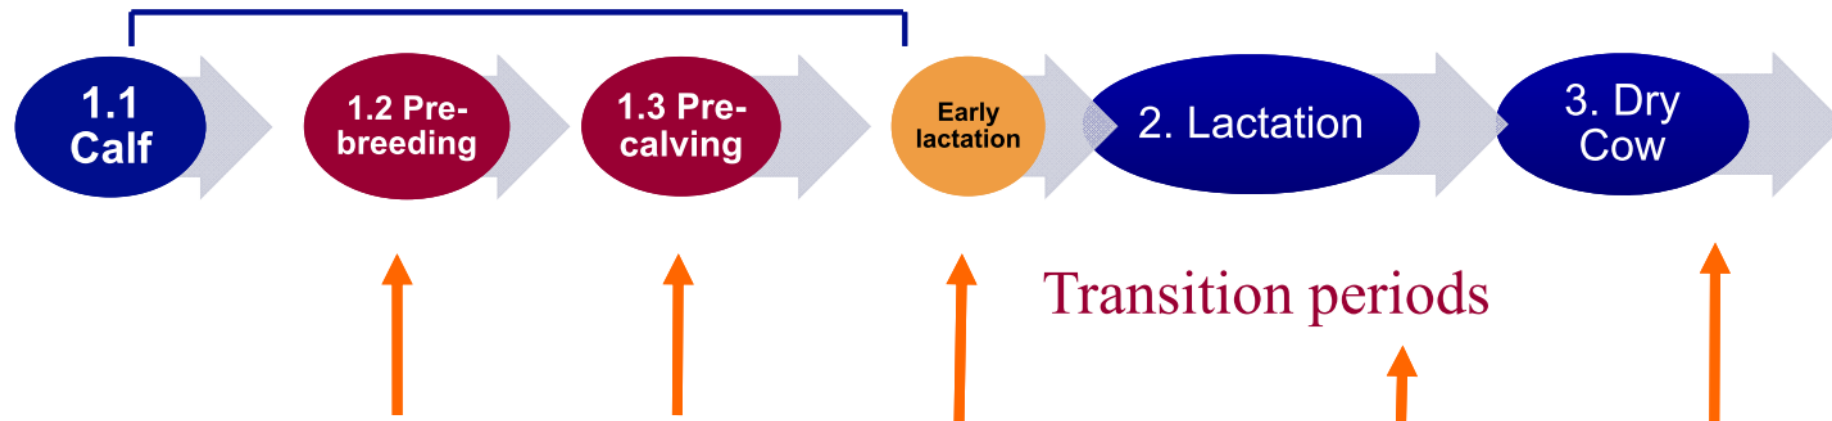 1.1
Calf
1.2 Pre-
breeding
1.3 Pre-
calving
Early
lactation
2. Lactation
3. Dry
Cow
Transition periods